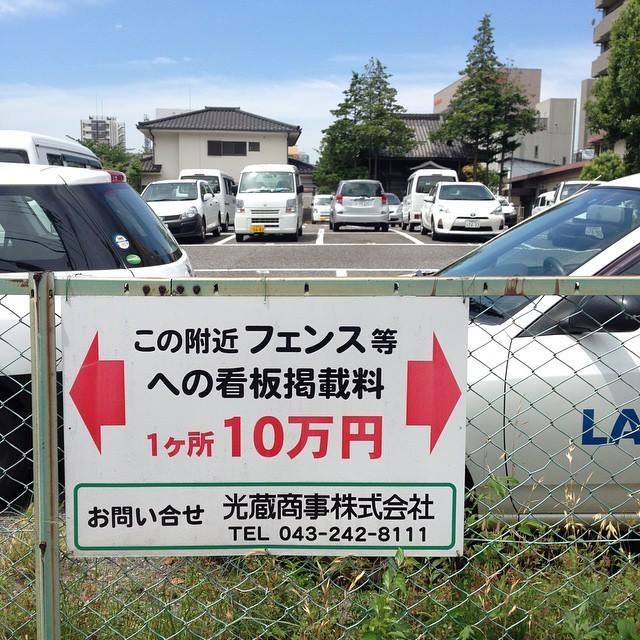 この附近フェンス等
への看板掲載料
1ヶ所10万円
お問い合せ 光蔵商事株式会社
TEL 043-242-8111
LA